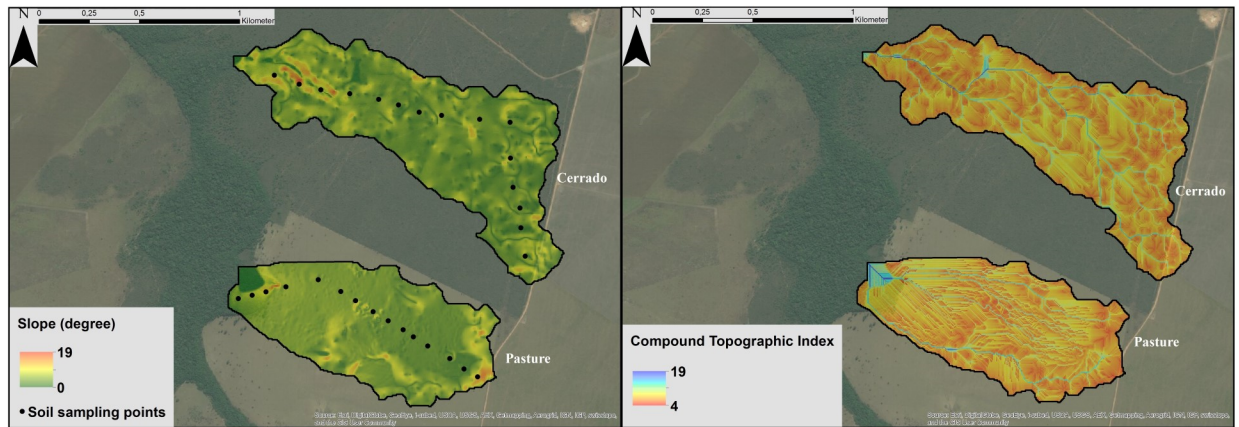 N
0 0,25 0,5 1
Kilometer
Cerrado
Pasture
Slope (degree)
19
0
Soil sampling points
N
0 0,25 0,5 1
Kilometer
Cerrado
Pasture
Compound Topographic Index
19
4